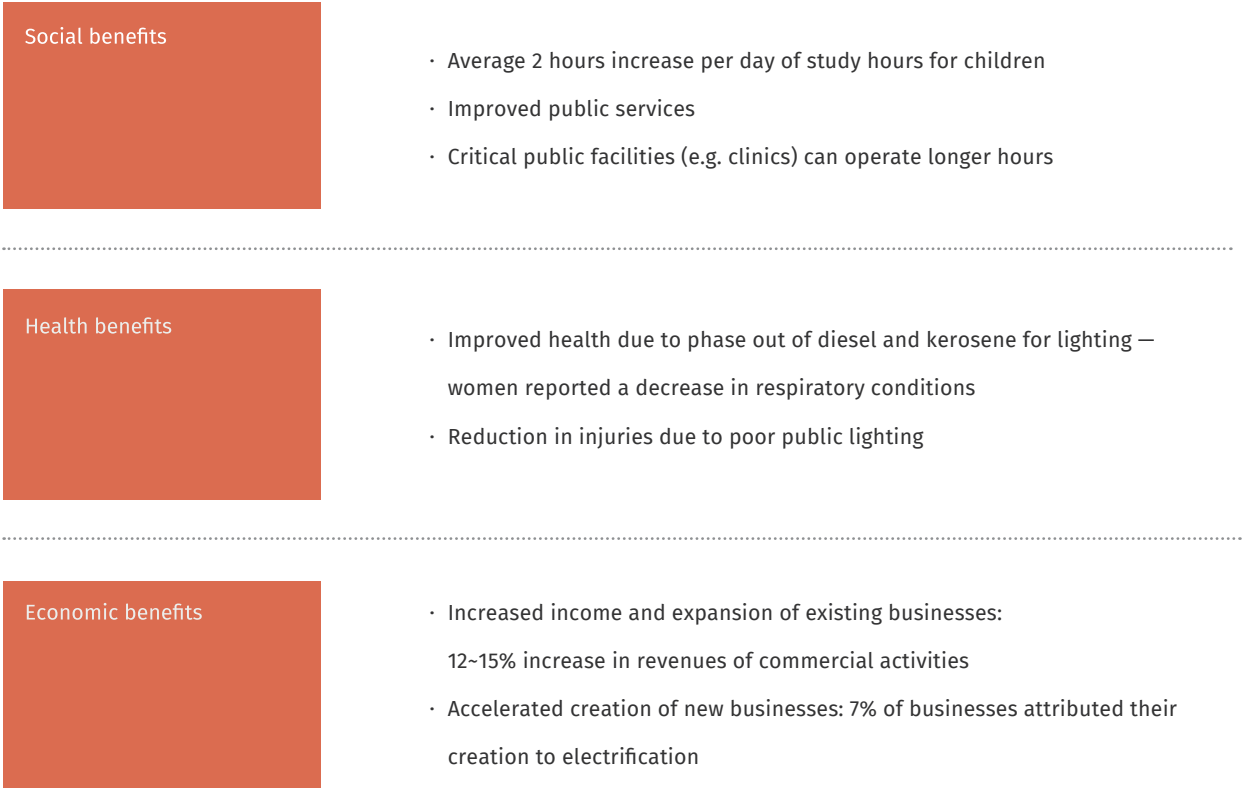 Social benefits
· Average 2 hours increase per day of study hours for children
· Improved public services
· Critical public facilities (e.g. clinics) can operate longer hours
Health benefits
· Improved health due to phase out of diesel and kerosene for lighting —
women reported a decrease in respiratory conditions
· Reduction in injuries due to poor public lighting
Economic benefits
· Increased income and expansion of existing businesses:
12~15% increase in revenues of commercial activities
· Accelerated creation of new businesses: 7% of businesses attributed their
creation to electrification